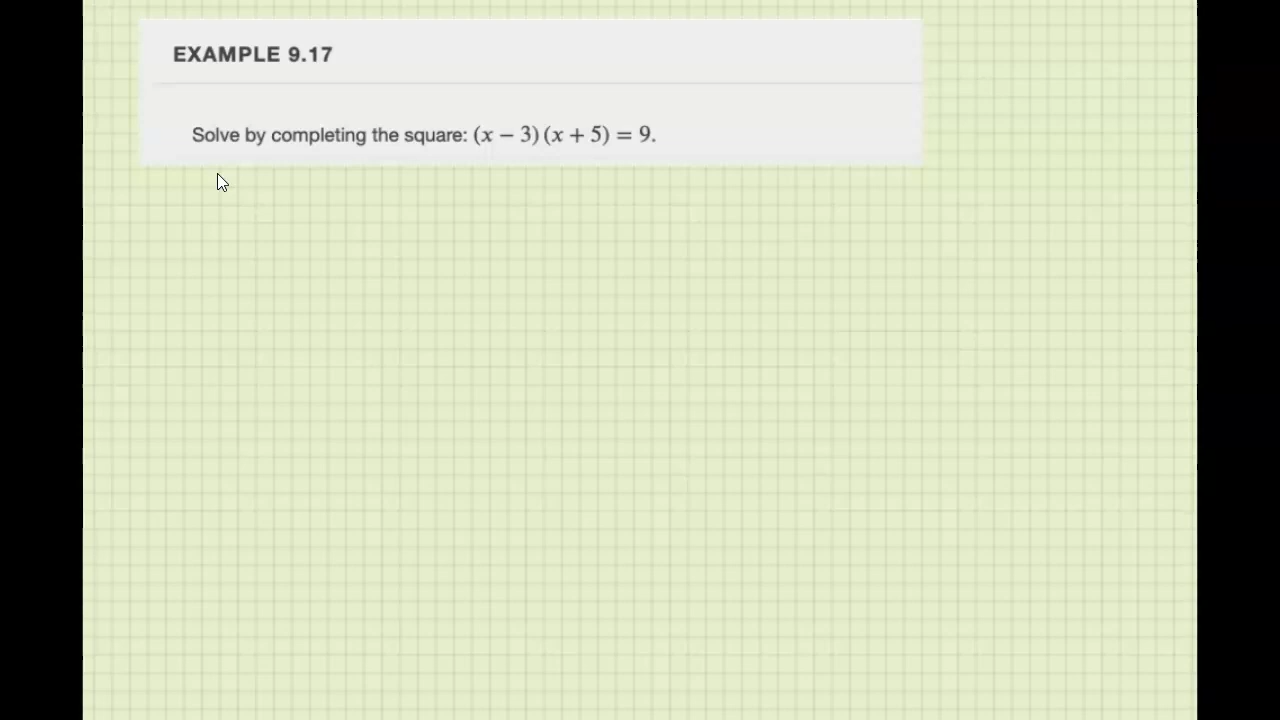 EXAMPLE 9.17
Solve by completing the square: (x − 3) (x + 5) = 9.